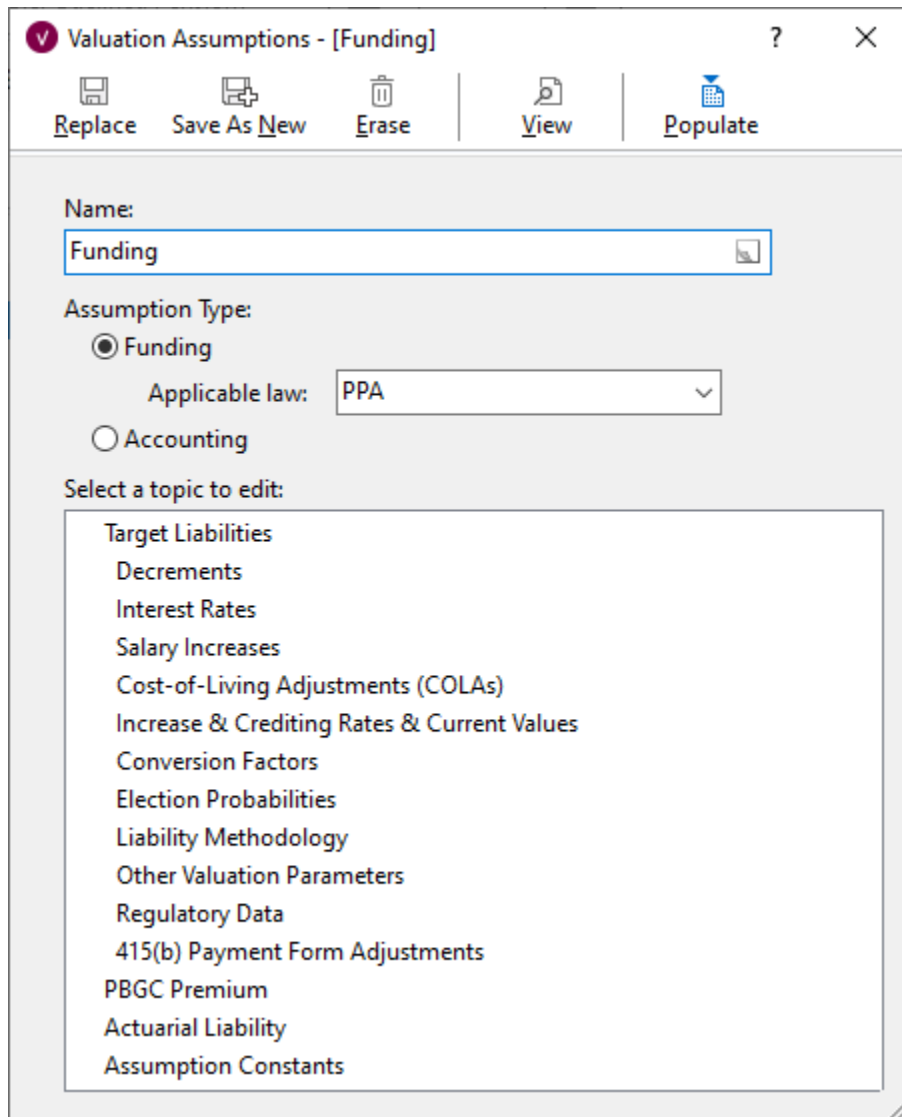 V Valuation Assumptions - [Funding] ?
Replace Save As New Erase View Populate
Name:
Funding
Assumption Type:
Funding
Applicable law: PPA
Accounting
Select a topic to edit:
Target Liabilities
Decrements
Interest Rates
Salary Increases
Cost-of-Living Adjustments (COLAs)
Increase & Crediting Rates & Current Values
Conversion Factors
Election Probabilities
Liability Methodology
Other Valuation Parameters
Regulatory Data
415(b) Payment Form Adjustments
PBGC Premium
Actuarial Liability
Assumption Constants